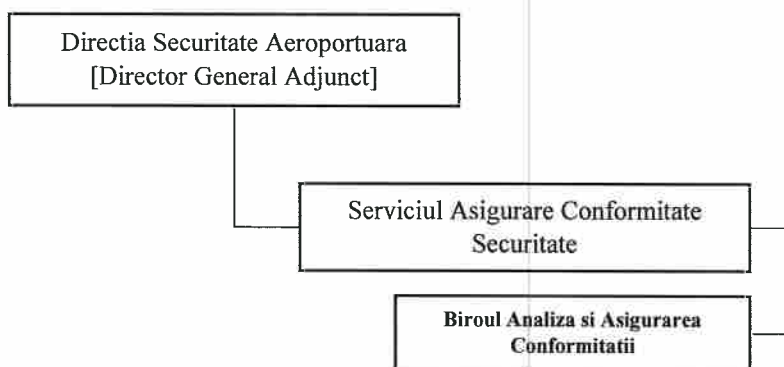 Directia Securitate Aeroportuara
[Director General Adjunct]
Serviciul Asigurare Conformitate
Securitate
Biroul Analiza si Asigurarea
Conformitatii